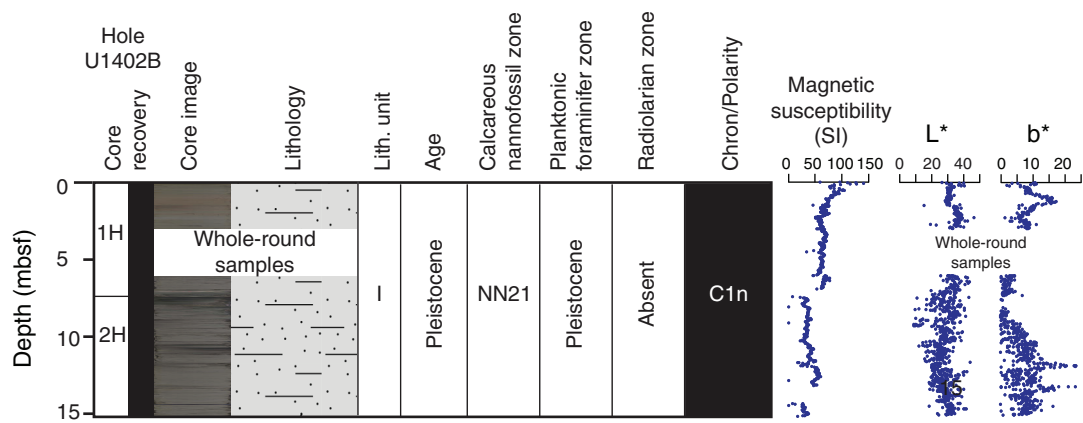 Hole
U1402B
Core
recovery
Core image
Lithology
Lith. unit
Age
Calcareous
nannofossil zone
Planktonic
foraminifer zone
Radiolarian zone
Chron/Polarity
Magnetic
susceptibility
(SI)
L*
b*
0 50 100 150
0 20 40
0 10 20
Depth (mbsf)
0
5
10
15
1H
2H
Whole-round
samples
I
Pleistocene
NN21
Pleistocene
Absent
C1n
Whole-round
samples
15